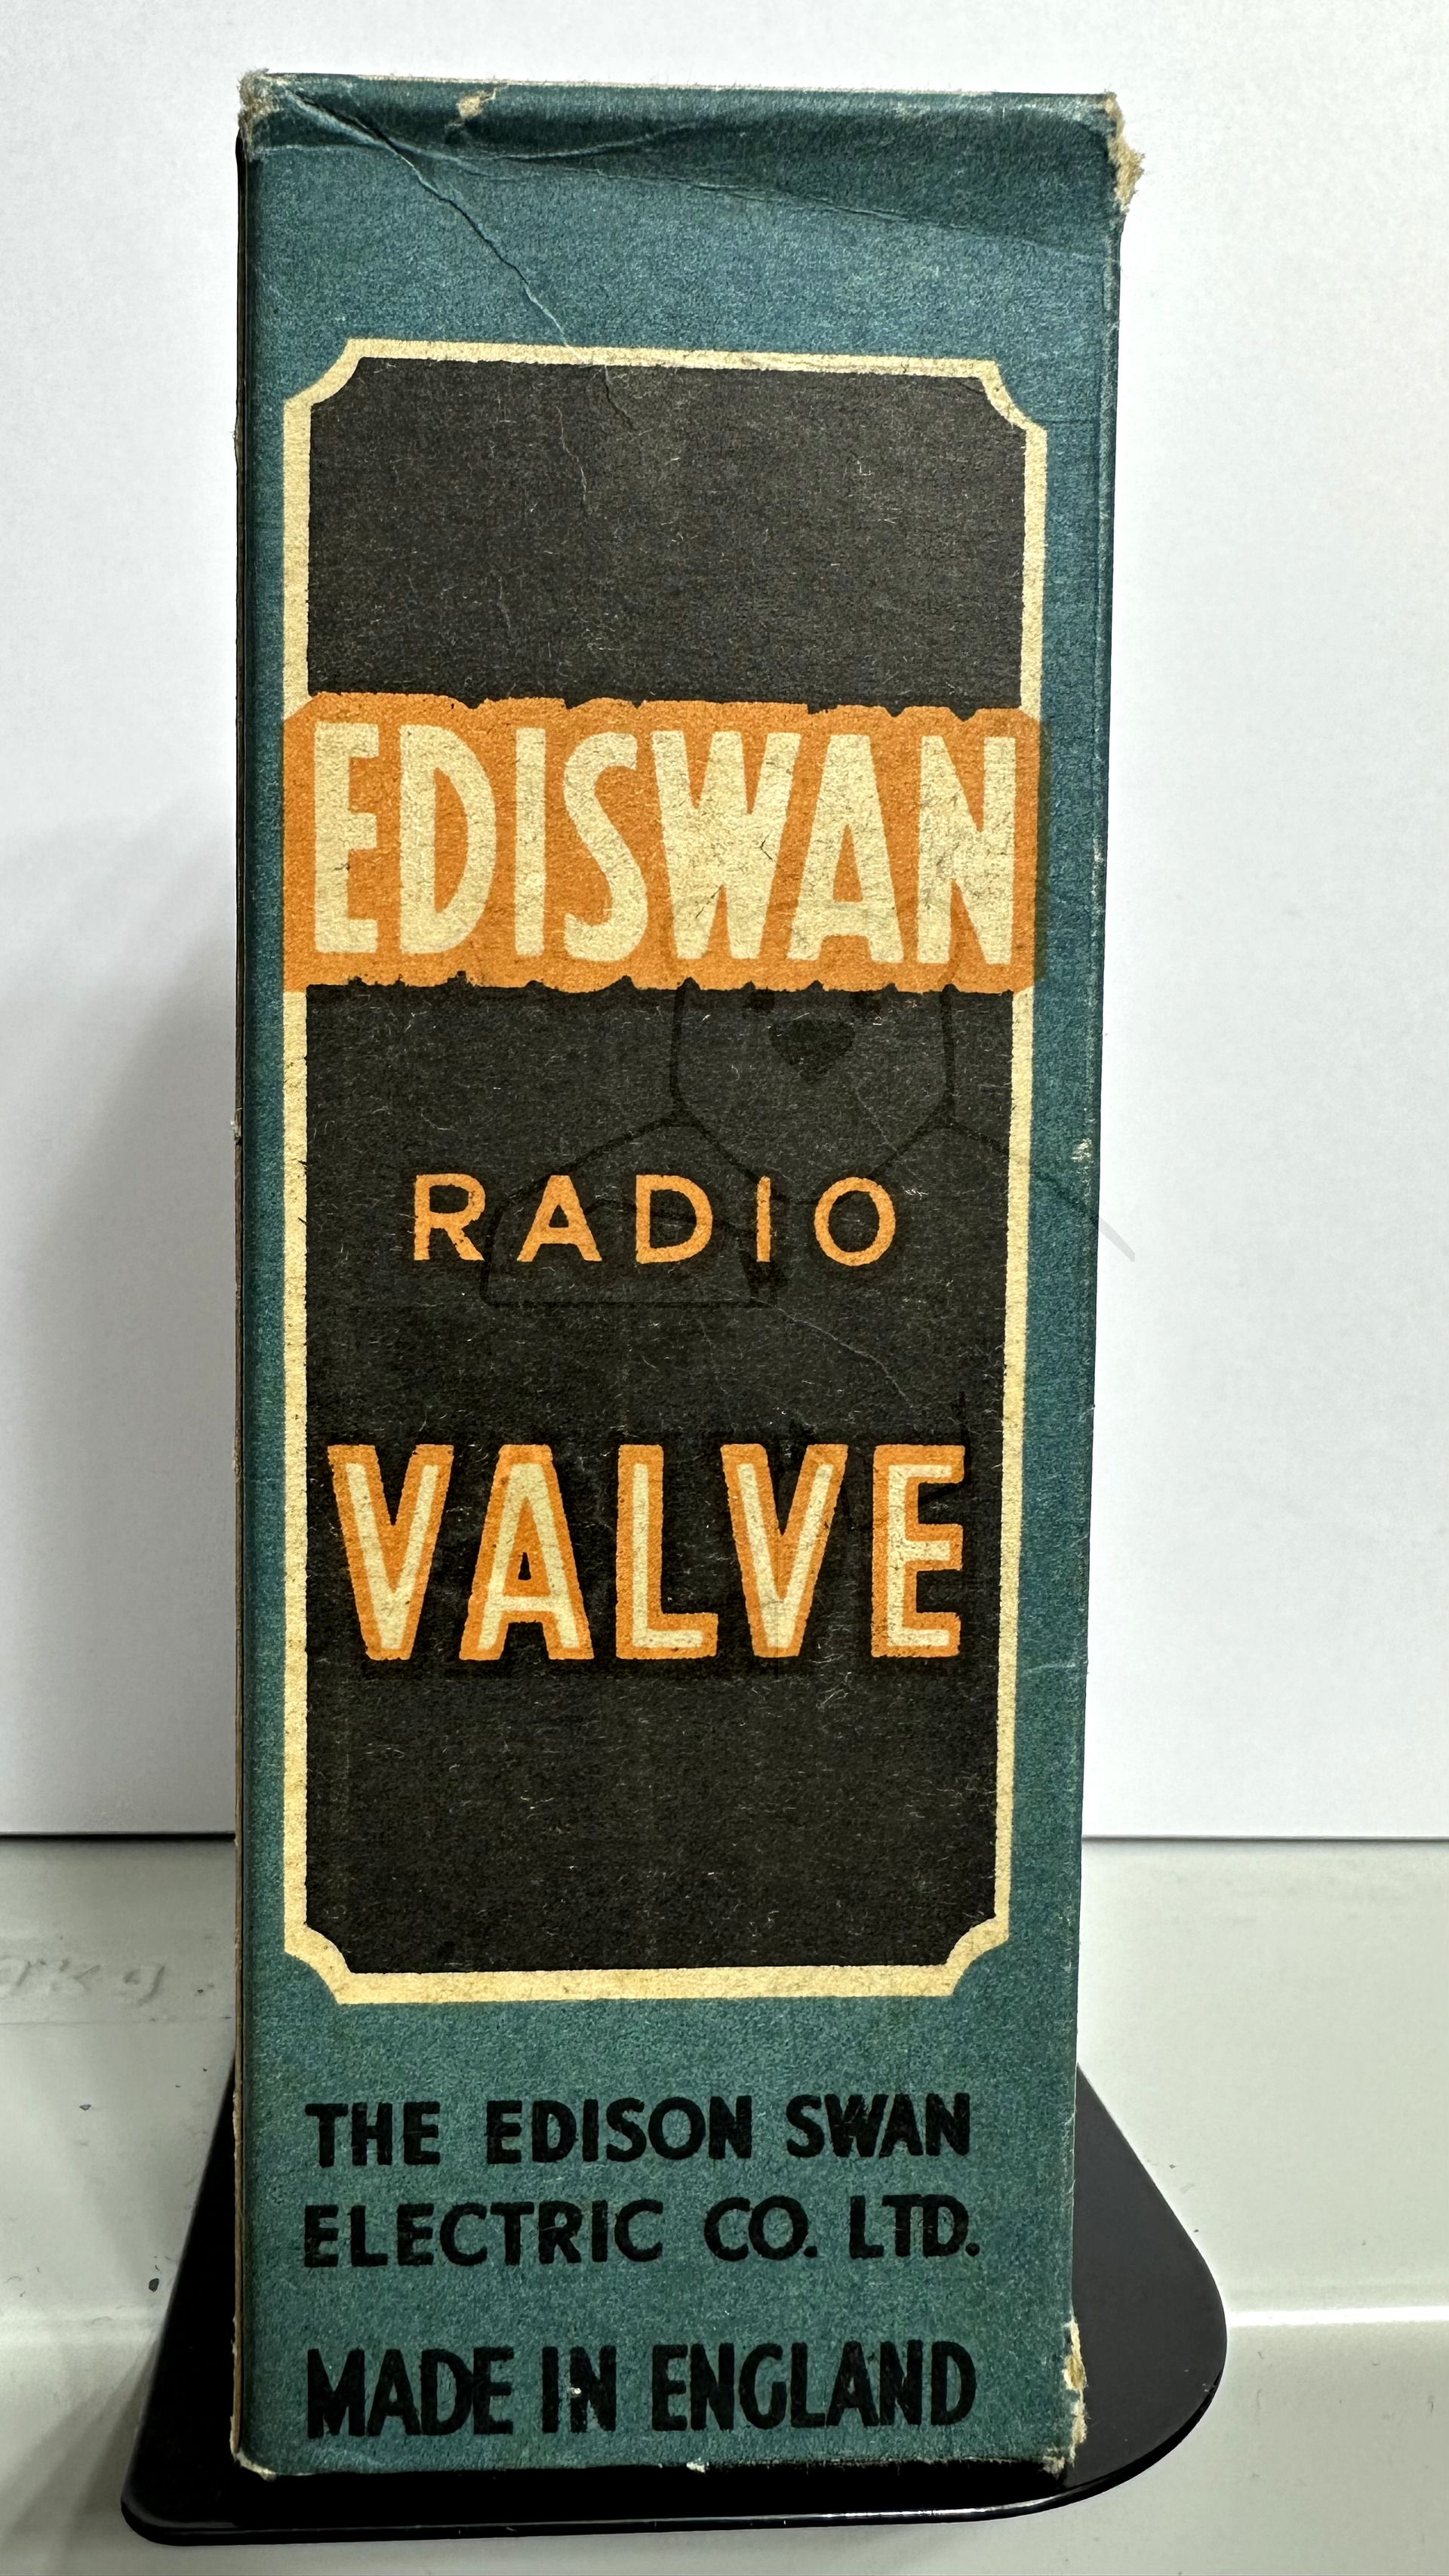 EDISWAN
RADIO
VALVE
THE EDISON SWAN
ELECTRIC CO. LTD.
MADE IN ENGLAND